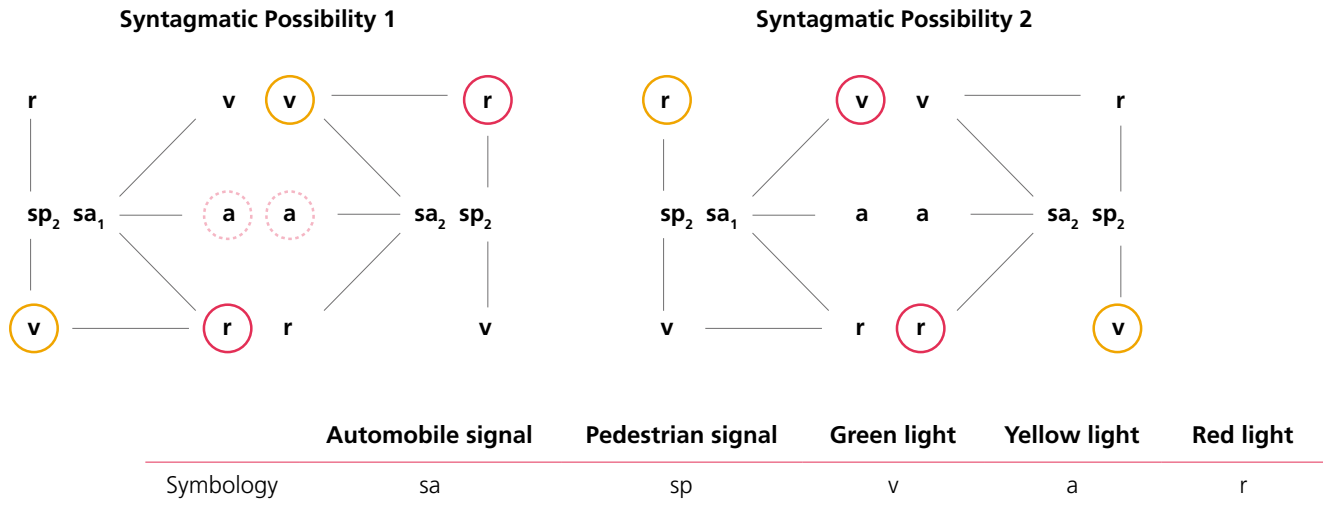 Syntagmatic Possibility 1 Syntagmatic Possibility 2
r v v r r v v r
sp2 sa1 a a sa2 sp2 sp2 sa1 a a sa2 sp2
v r r v v r r v
Automobile signal Pedestrian signal Green light Yellow light Red light
Symbology sa sp v a r